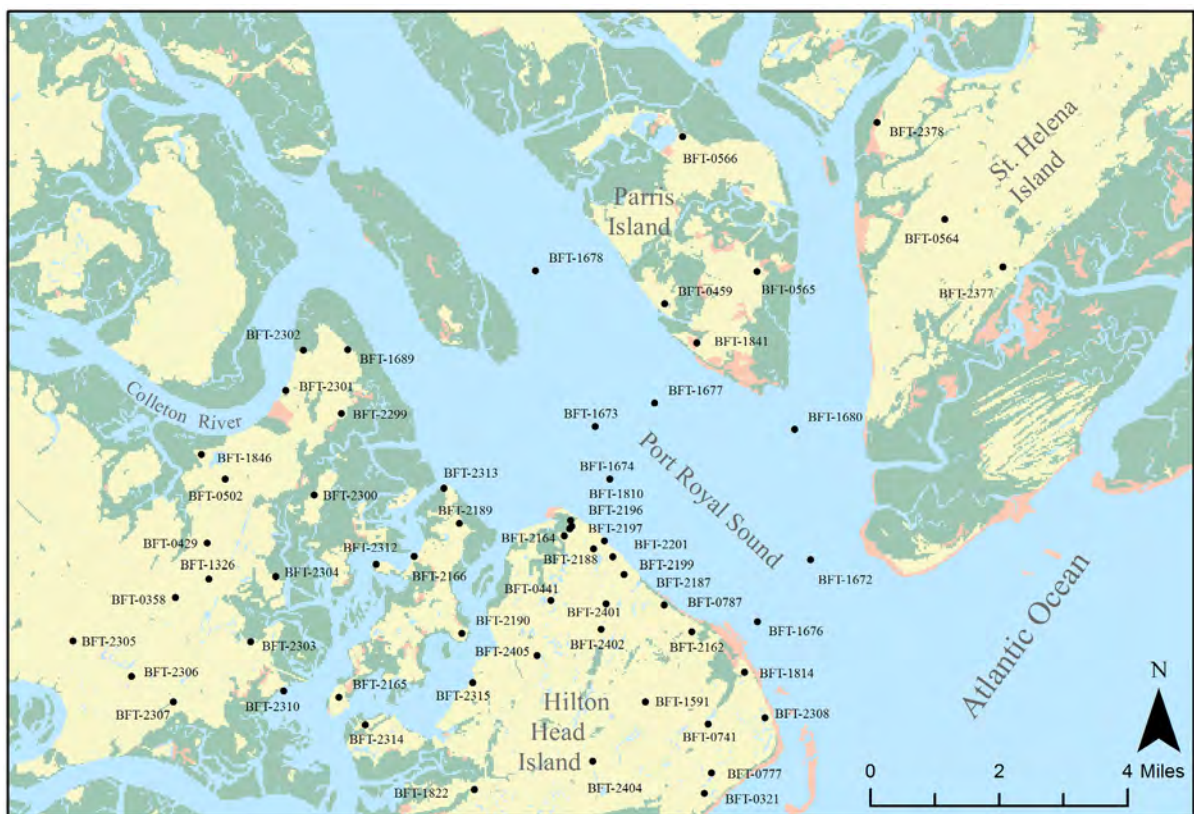 BFT-2378
BFT-0566
St. Helena
Island
Parris
Island
BFT-0564
BFT-1678
BFT-2377
BFT-0565
BFT-0459
BFT-2302
BFT-1841
BFT-1689
BFT-2301
BFT-1677
Colleton River
BFT-2299
BFT-1673
BFT-1680
Port Royal Sound
BFT-1846
BFT-2313
BFT-1674
BFT-0502
BFT-2300
BFT-1810
BFT-2189
BFT-2196
BFT-2197
BFT-2164
BFT-0429
BFT-2312
BFT-2201
BFT-2188
BFT-1326
BFT-2304
BFT-2166
BFT-2199
BFT-1672
BFT-0441
BFT-2187
BFT-0358
BFT-0787
BFT-2401
BFT-2190
BFT-1676
BFT-2305
BFT-2303
BFT-2402
BFT-2162
BFT-2405
Atlantic Ocean
BFT-2306
BFT-1814
BFT-2165
BFT-2315
N
BFT-2307
BFT-2310
Hilton
Head
Island
BFT-1591
BFT-2308
BFT-2314
BFT-0741
BFT-0777
BFT-1822
BFT-2404
BFT-0321
0 2 4 Miles